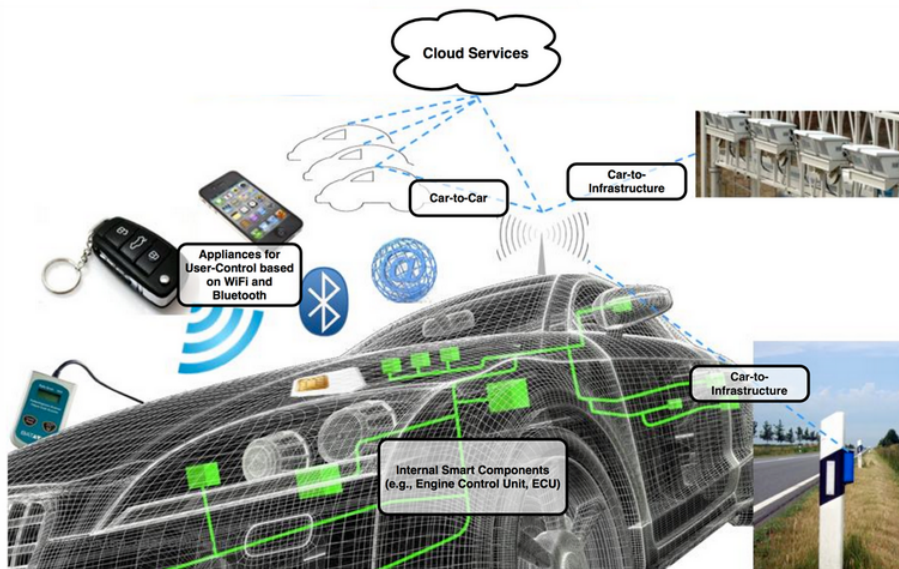 Cloud Services
Car-to-
Infrastructure
Car-to-Car
Appliances for
User-Control based
on WiFi and
Bluetooth
Car-to-
Infrastructure
Internal Smart Components
(e.g., Engine Control Unit, ECU)